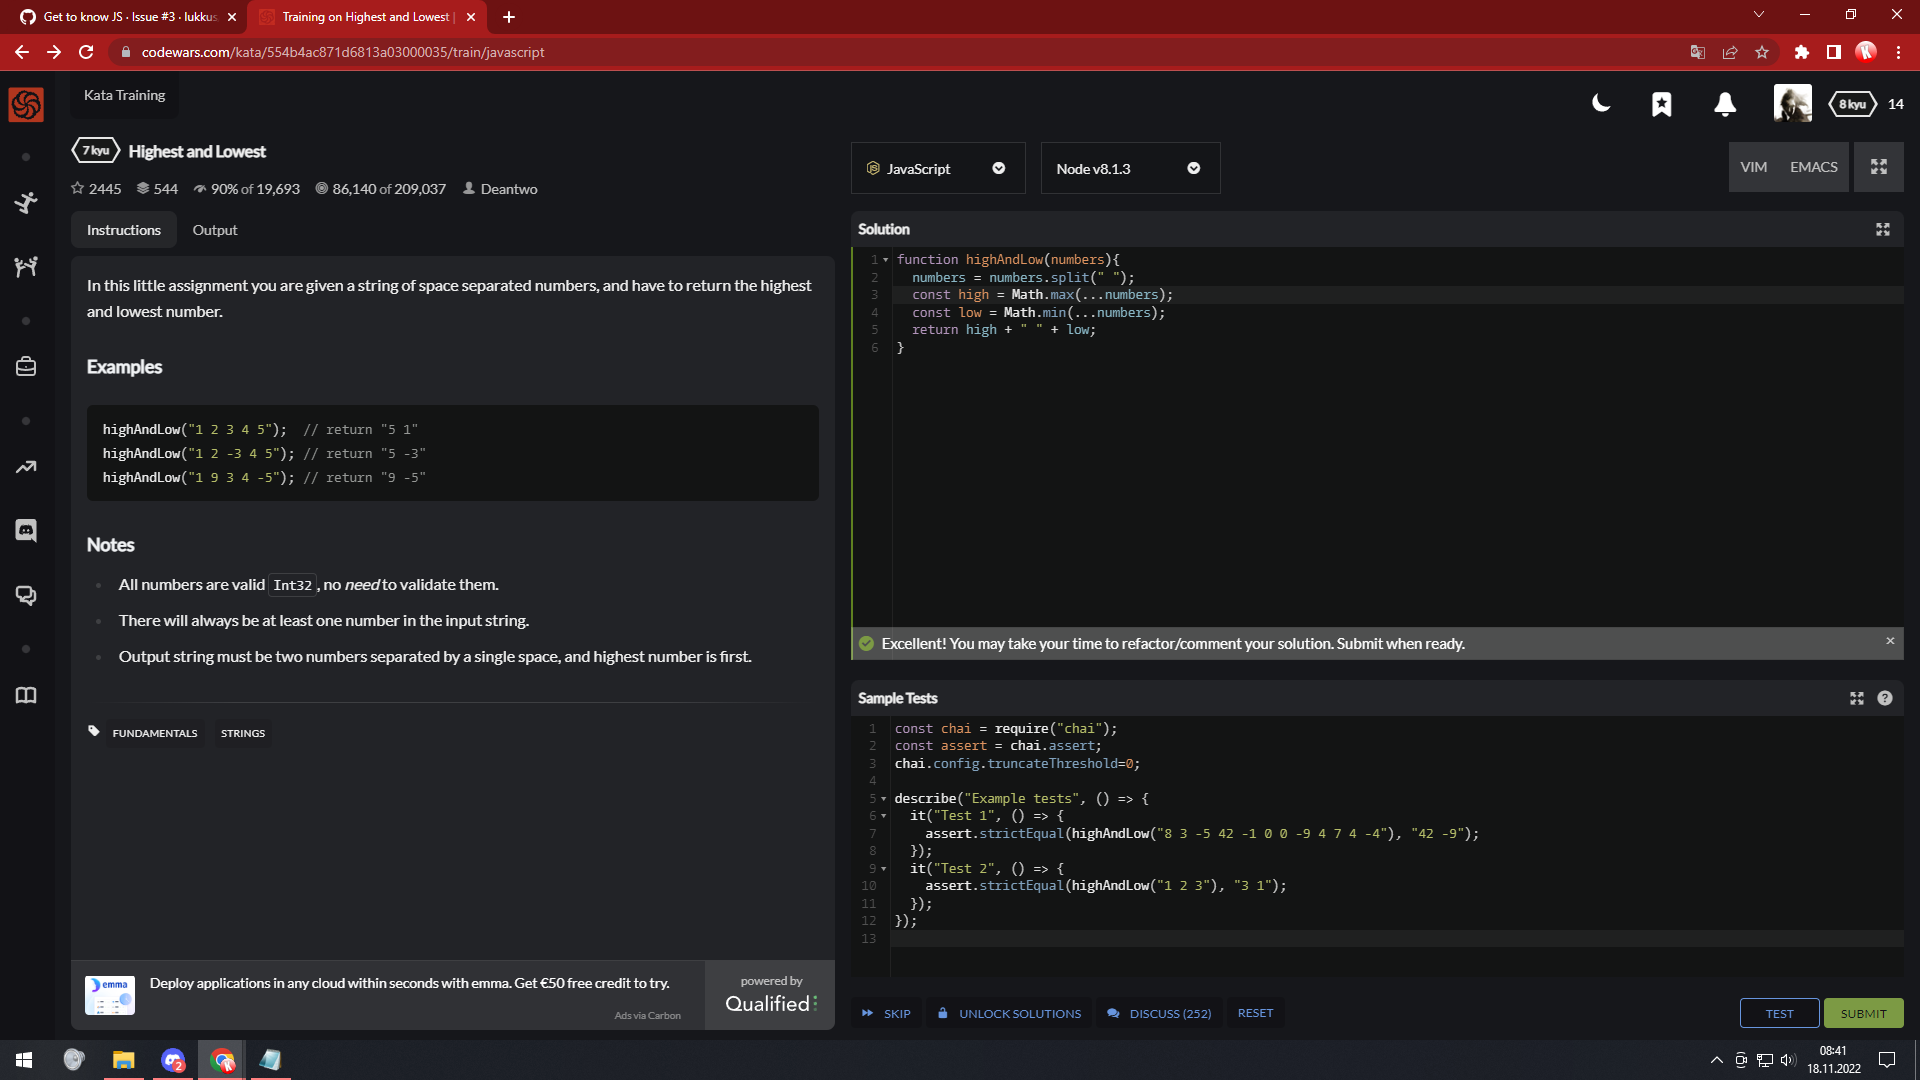 Get to know JS · Issue #3 · lukkus
Training on Highest and Lowest |
codewars.com/kata/554b4ac871d6813a03000035/train/javascript
Kata Training
8 kyu
14
7 kyu
Highest and Lowest
2445
544
90% of 19,693
86,140 of 209,037
Deantwo
Instructions
Output
In this little assignment you are given a string of space separated numbers, and have to return the highest
and lowest number.
Examples
highAndLow("1 2 3 4 5");  // return "5 1"
highAndLow("1 2 -3 4 5"); // return "5 -3"
highAndLow("1 9 3 4 -5"); // return "9 -5"
Notes
All numbers are valid Int32, no need to validate them.
There will always be at least one number in the input string.
Output string must be two numbers separated by a single space, and highest number is first.
FUNDAMENTALS
STRINGS
emma
Deploy applications in any cloud within seconds with emma. Get €50 free credit to try.
Ads via Carbon
powered by
Qualified
JavaScript
Node v8.1.3
VIM
EMACS
Solution
1 function highAndLow(numbers){
2   numbers = numbers.split(" ");
3   const high = Math.max(...numbers);
4   const low = Math.min(...numbers);
5   return high + " " + low;
6 }
Excellent! You may take your time to refactor/comment your solution. Submit when ready.
Sample Tests
1 const chai = require("chai");
2 const assert = chai.assert;
3 chai.config.truncateThreshold=0;
4
5 describe("Example tests", () => {
6   it("Test 1", () => {
7     assert.strictEqual(highAndLow("8 3 -5 42 -1 0 0 -9 4 7 4 -4"), "42 -9");
8   });
9   it("Test 2", () => {
10     assert.strictEqual(highAndLow("1 2 3"), "3 1");
11   });
12 });
13
SKIP
UNLOCK SOLUTIONS
DISCUSS (252)
RESET
TEST
SUBMIT
2
08:41
18.11.2022